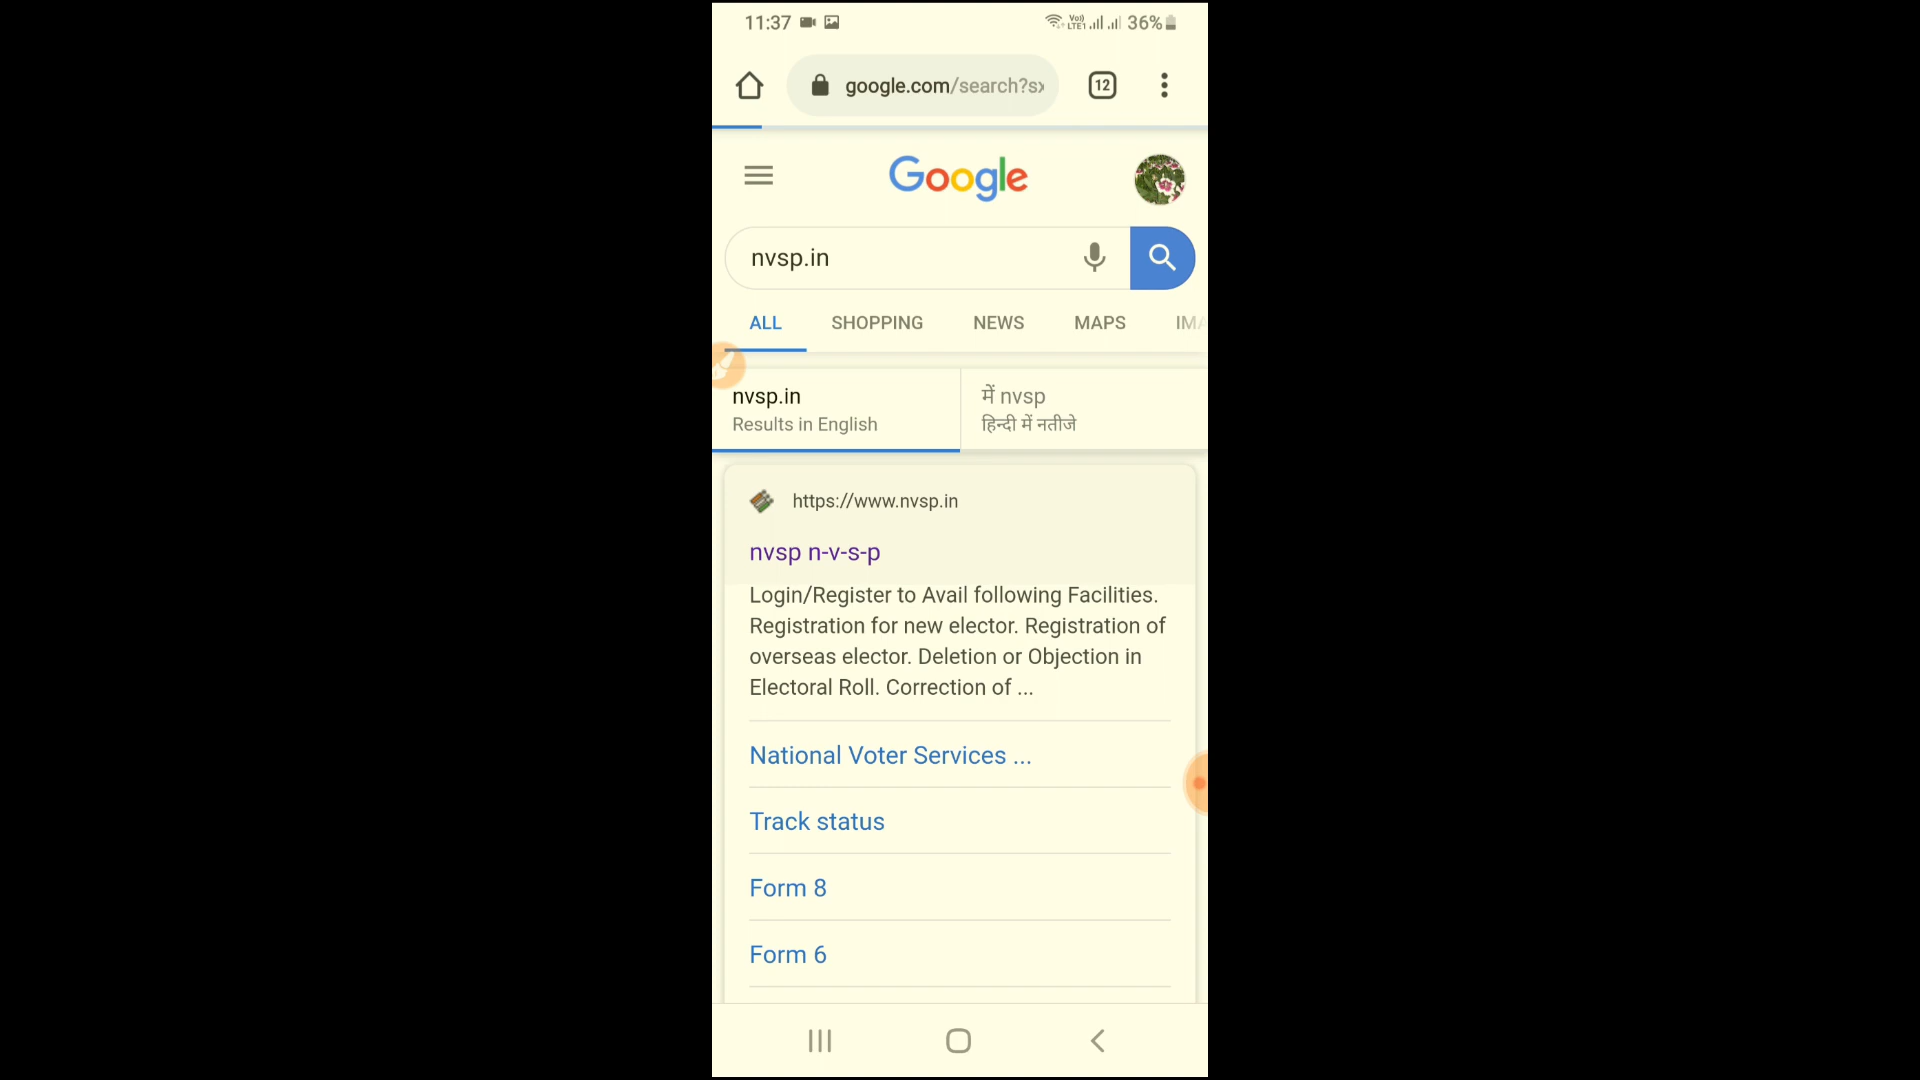 11:37
Vo) LTE1 36%
google.com/search?s
12
Google
nvsp.in
ALL SHOPPING NEWS MAPS IMA
nvsp.in
Results in English
में nvsp
हिन्दी में नतीजे
https://www.nvsp.in
nvsp n-v-s-p
Login/Register to Avail following Facilities.
Registration for new elector. Registration of
overseas elector. Deletion or Objection in
Electoral Roll. Correction of ...
National Voter Services ...
Track status
Form 8
Form 6